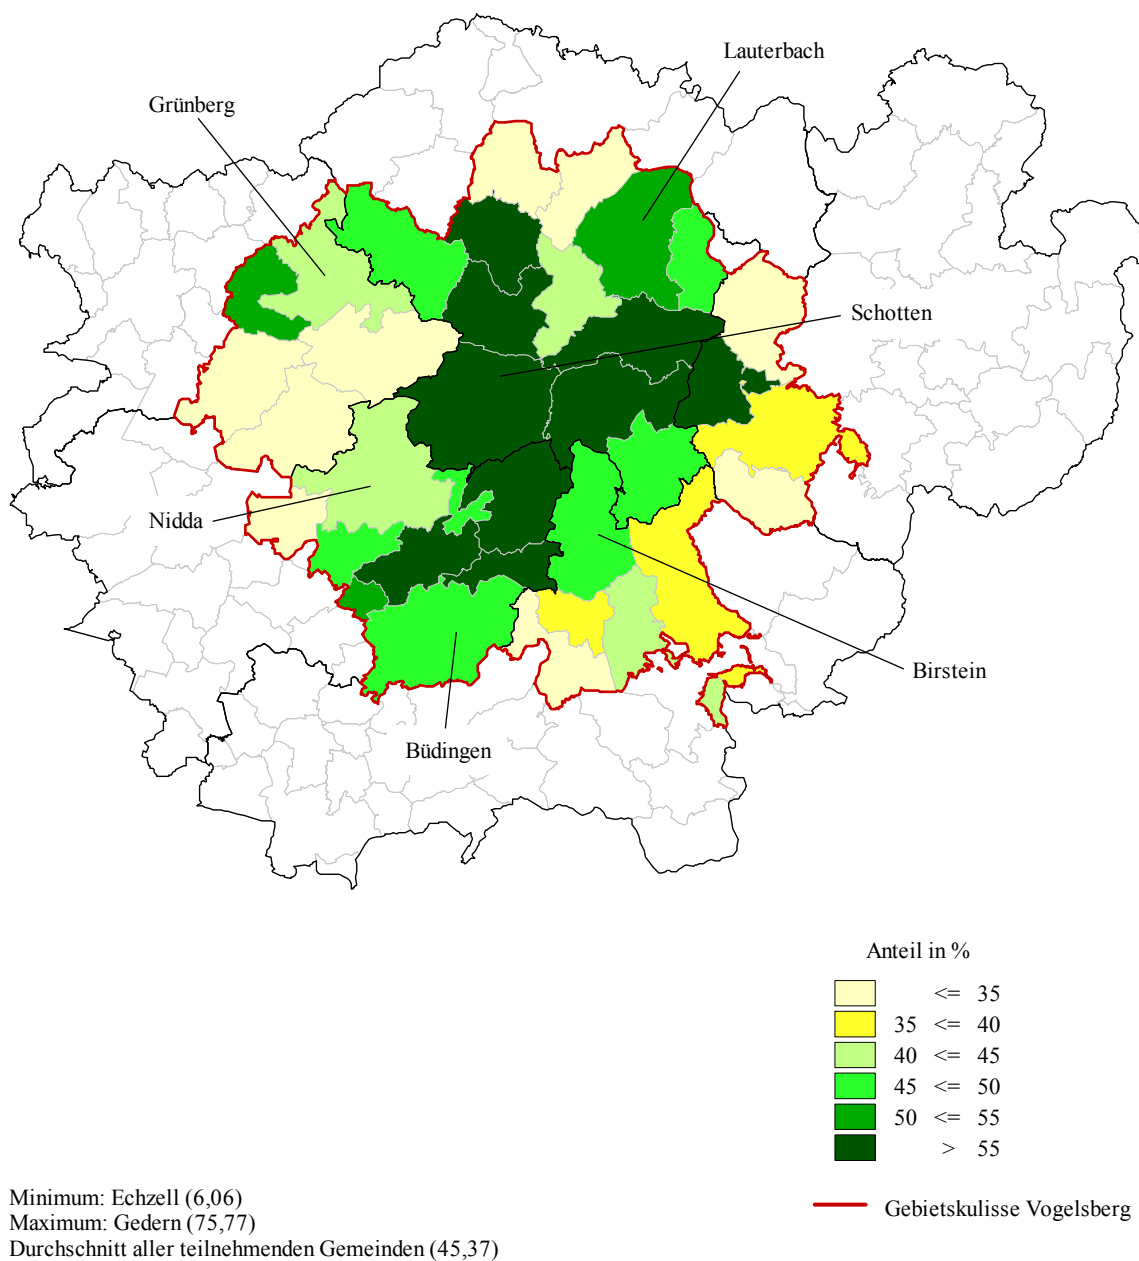 Lauterbach
Grünberg
Schotten
Nidda
Birstein
Büdingen
Anteil in %
<= 35
35 <= 40
40 <= 45
45 <= 50
50 <= 55
> 55
Gebietskulisse Vogelsberg
Minimum: Echzell (6,06)
Maximum: Gedern (75,77)
Durchschnitt aller teilnehmenden Gemeinden (45,37)